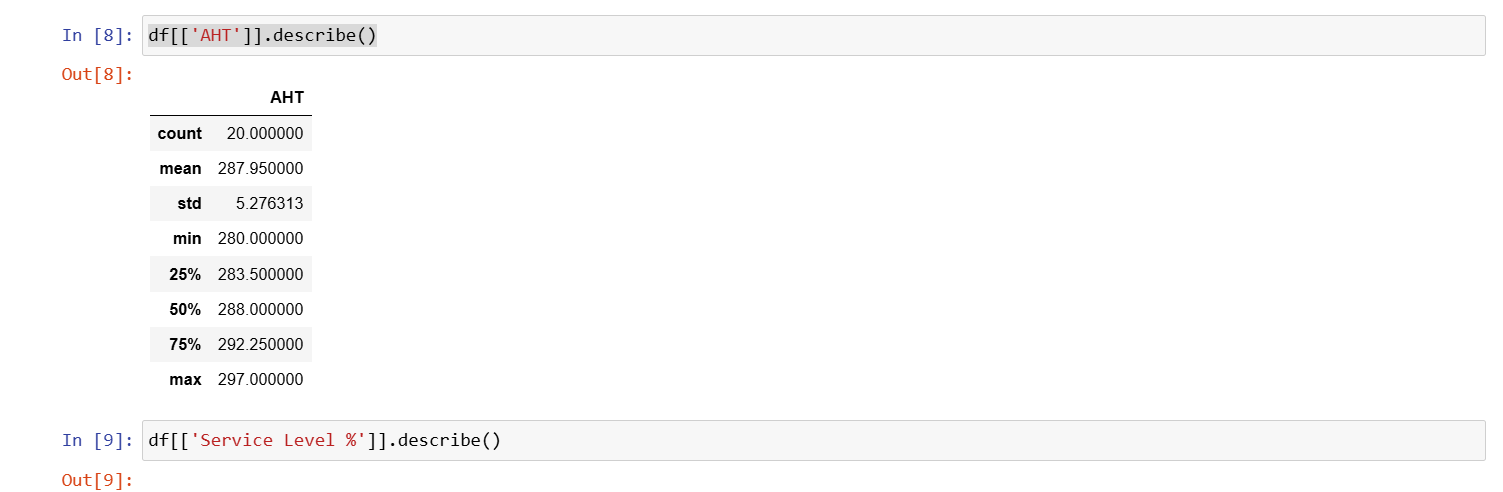 In [8]: df[['AHT']].describe()
Out[8]:
AHT
count 20.000000
mean 287.950000
std 5.276313
min 280.000000
25% 283.500000
50% 288.000000
75% 292.250000
max 297.000000
In [9]: df[['Service Level %']].describe()
Out[9]: